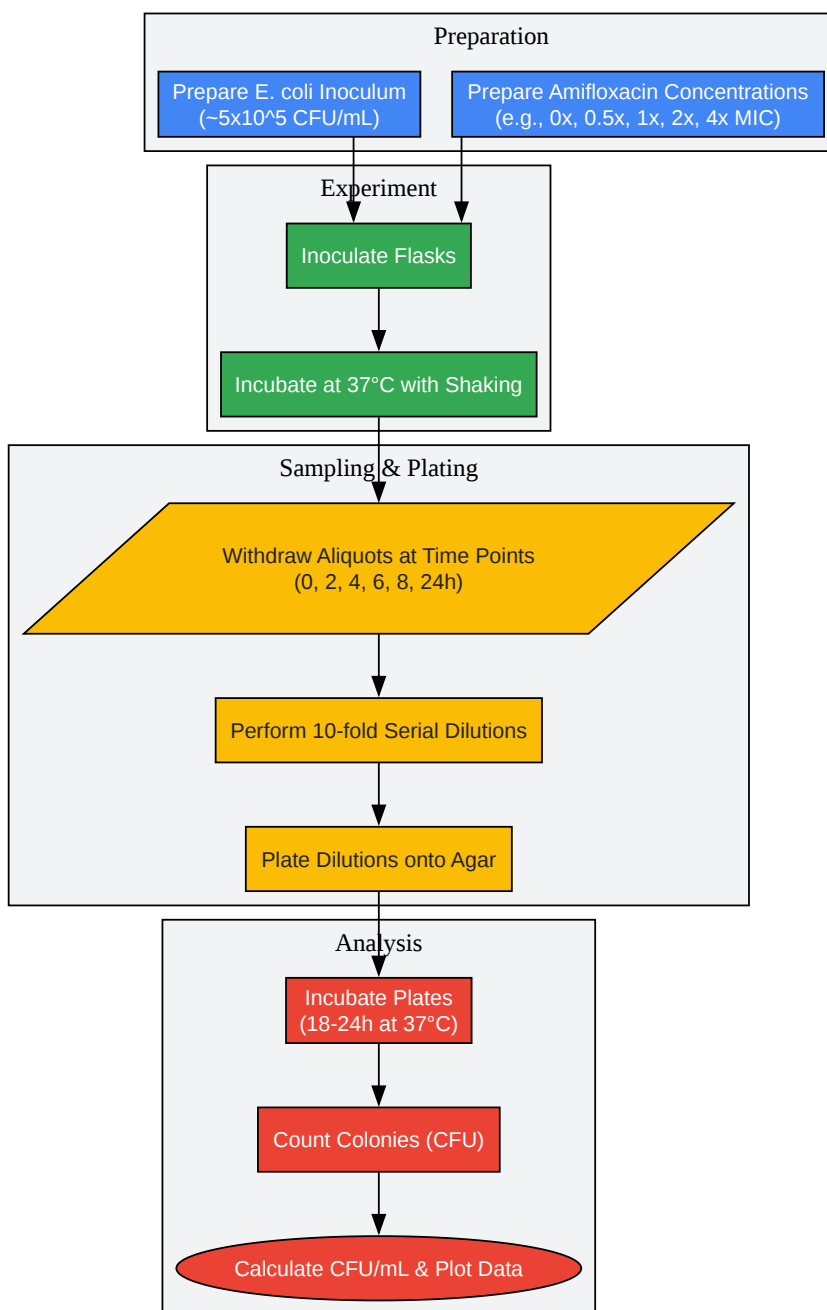 Preparation
Prepare E. coli Inoculum
(~5x10^5 CFU/mL)
Prepare Amifloxacin Concentrations
(e.g., 0x, 0.5x, 1x, 2x, 4x MIC)
Experiment
Inoculate Flasks
Incubate at 37°C with Shaking
Sampling & Plating
Withdraw Aliquots at Time Points
(0, 2, 4, 6, 8, 24h)
Perform 10-fold Serial Dilutions
Plate Dilutions onto Agar
Analysis
Incubate Plates
(18-24h at 37°C)
Count Colonies (CFU)
Calculate CFU/mL & Plot Data